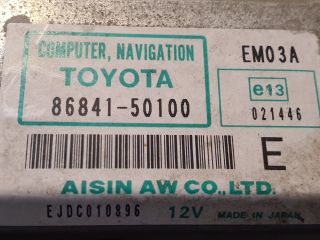 COMPUTER, NAVIGATION
TOYOTA
86841-50100
EM03A
e13
021446
E
AISIN AW CO., LTD.
EJDC010896 12V MADE IN JAPAN